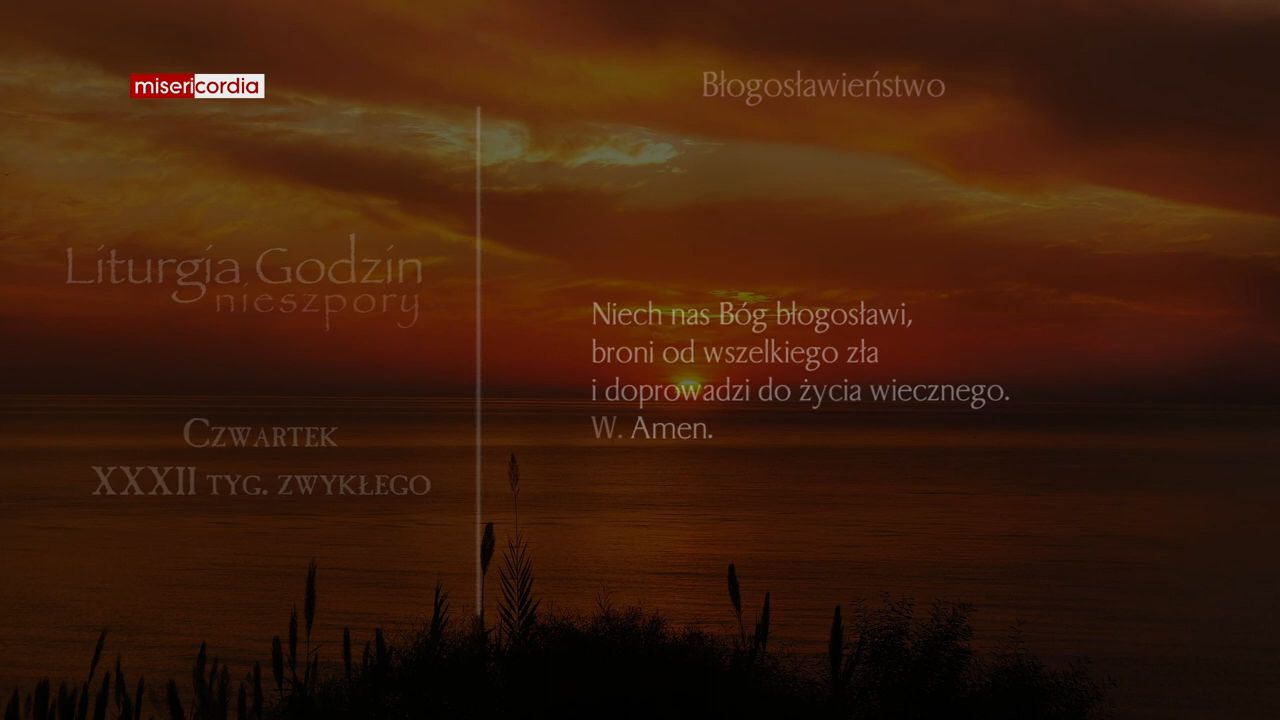 misericordia
Błogosławieństwo
Liturgia Godzin
nieszpory
Niech nas Bóg błogosławi,
broni od wszelkiego zła
i doprowadzi do życia wiecznego.
W. Amen.
Czwartek
XXXII tyg. zwykłego